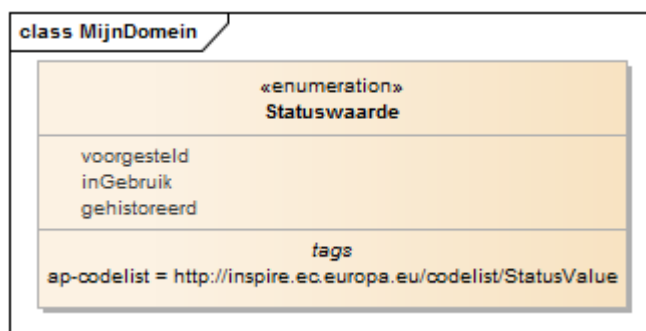 class MijnDomein
«enumeration»
Statuswaarde
voorgesteld
inGebruik
gehistoreerd
tags
ap-codelist = http://inspire.ec.europa.eu/codelist/StatusValue